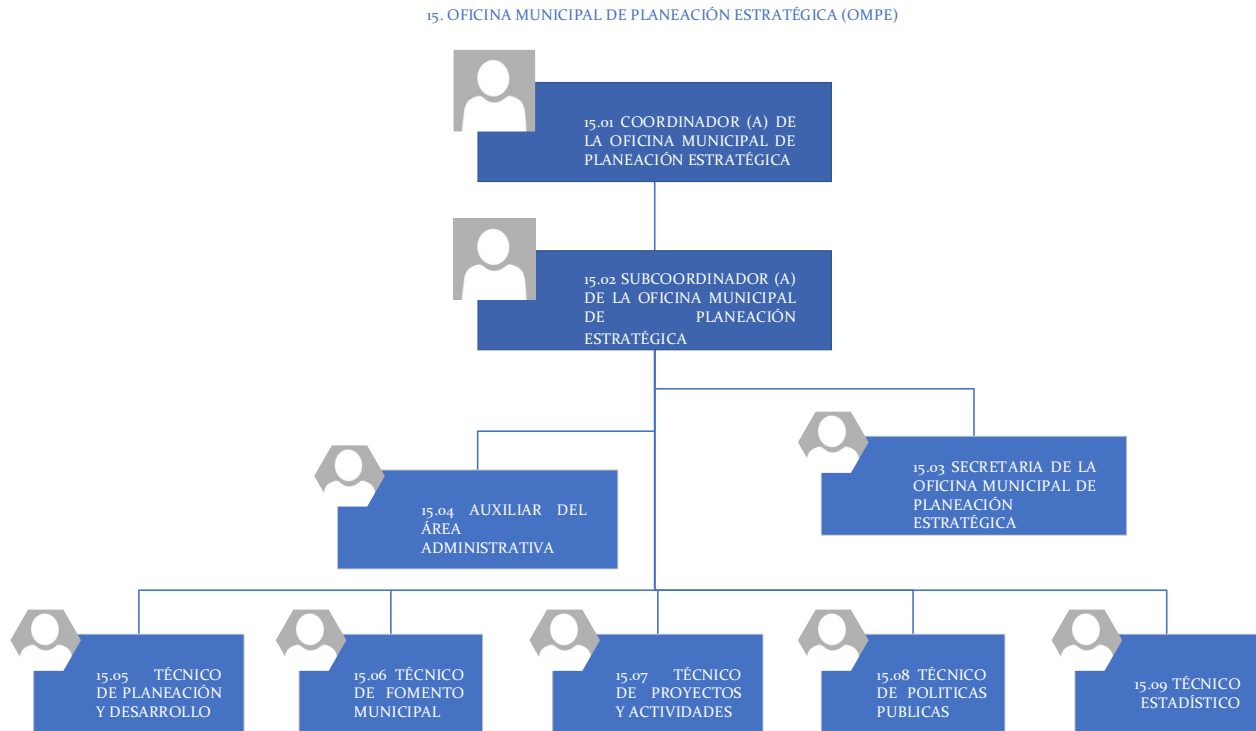 15. OFICINA MUNICIPAL DE PLANEACIÓN ESTRATÉGICA (OMPE)
15.01 COORDINADOR (A) DE
LA OFICINA MUNICIPAL DE
PLANEACIÓN ESTRATÉGICA
15.02 SUBCOORDINADOR (A)
DE LA OFICINA MUNICIPAL
DE PLANEACIÓN
ESTRATÉGICA
15.03 SECRETARIA DE LA
OFICINA MUNICIPAL DE
PLANEACIÓN
ESTRATÉGICA
15.04 AUXILIAR DEL
ÁREA
ADMINISTRATIVA
15.05 TÉCNICO
DE PLANEACIÓN
Y DESARROLLO
15.06 TÉCNICO
DE FOMENTO
MUNICIPAL
15.07 TÉCNICO
DE PROYECTOS
Y ACTIVIDADES
15.08 TÉCNICO
DE POLITICAS
PUBLICAS
15.09 TÉCNICO
ESTADÍSTICO